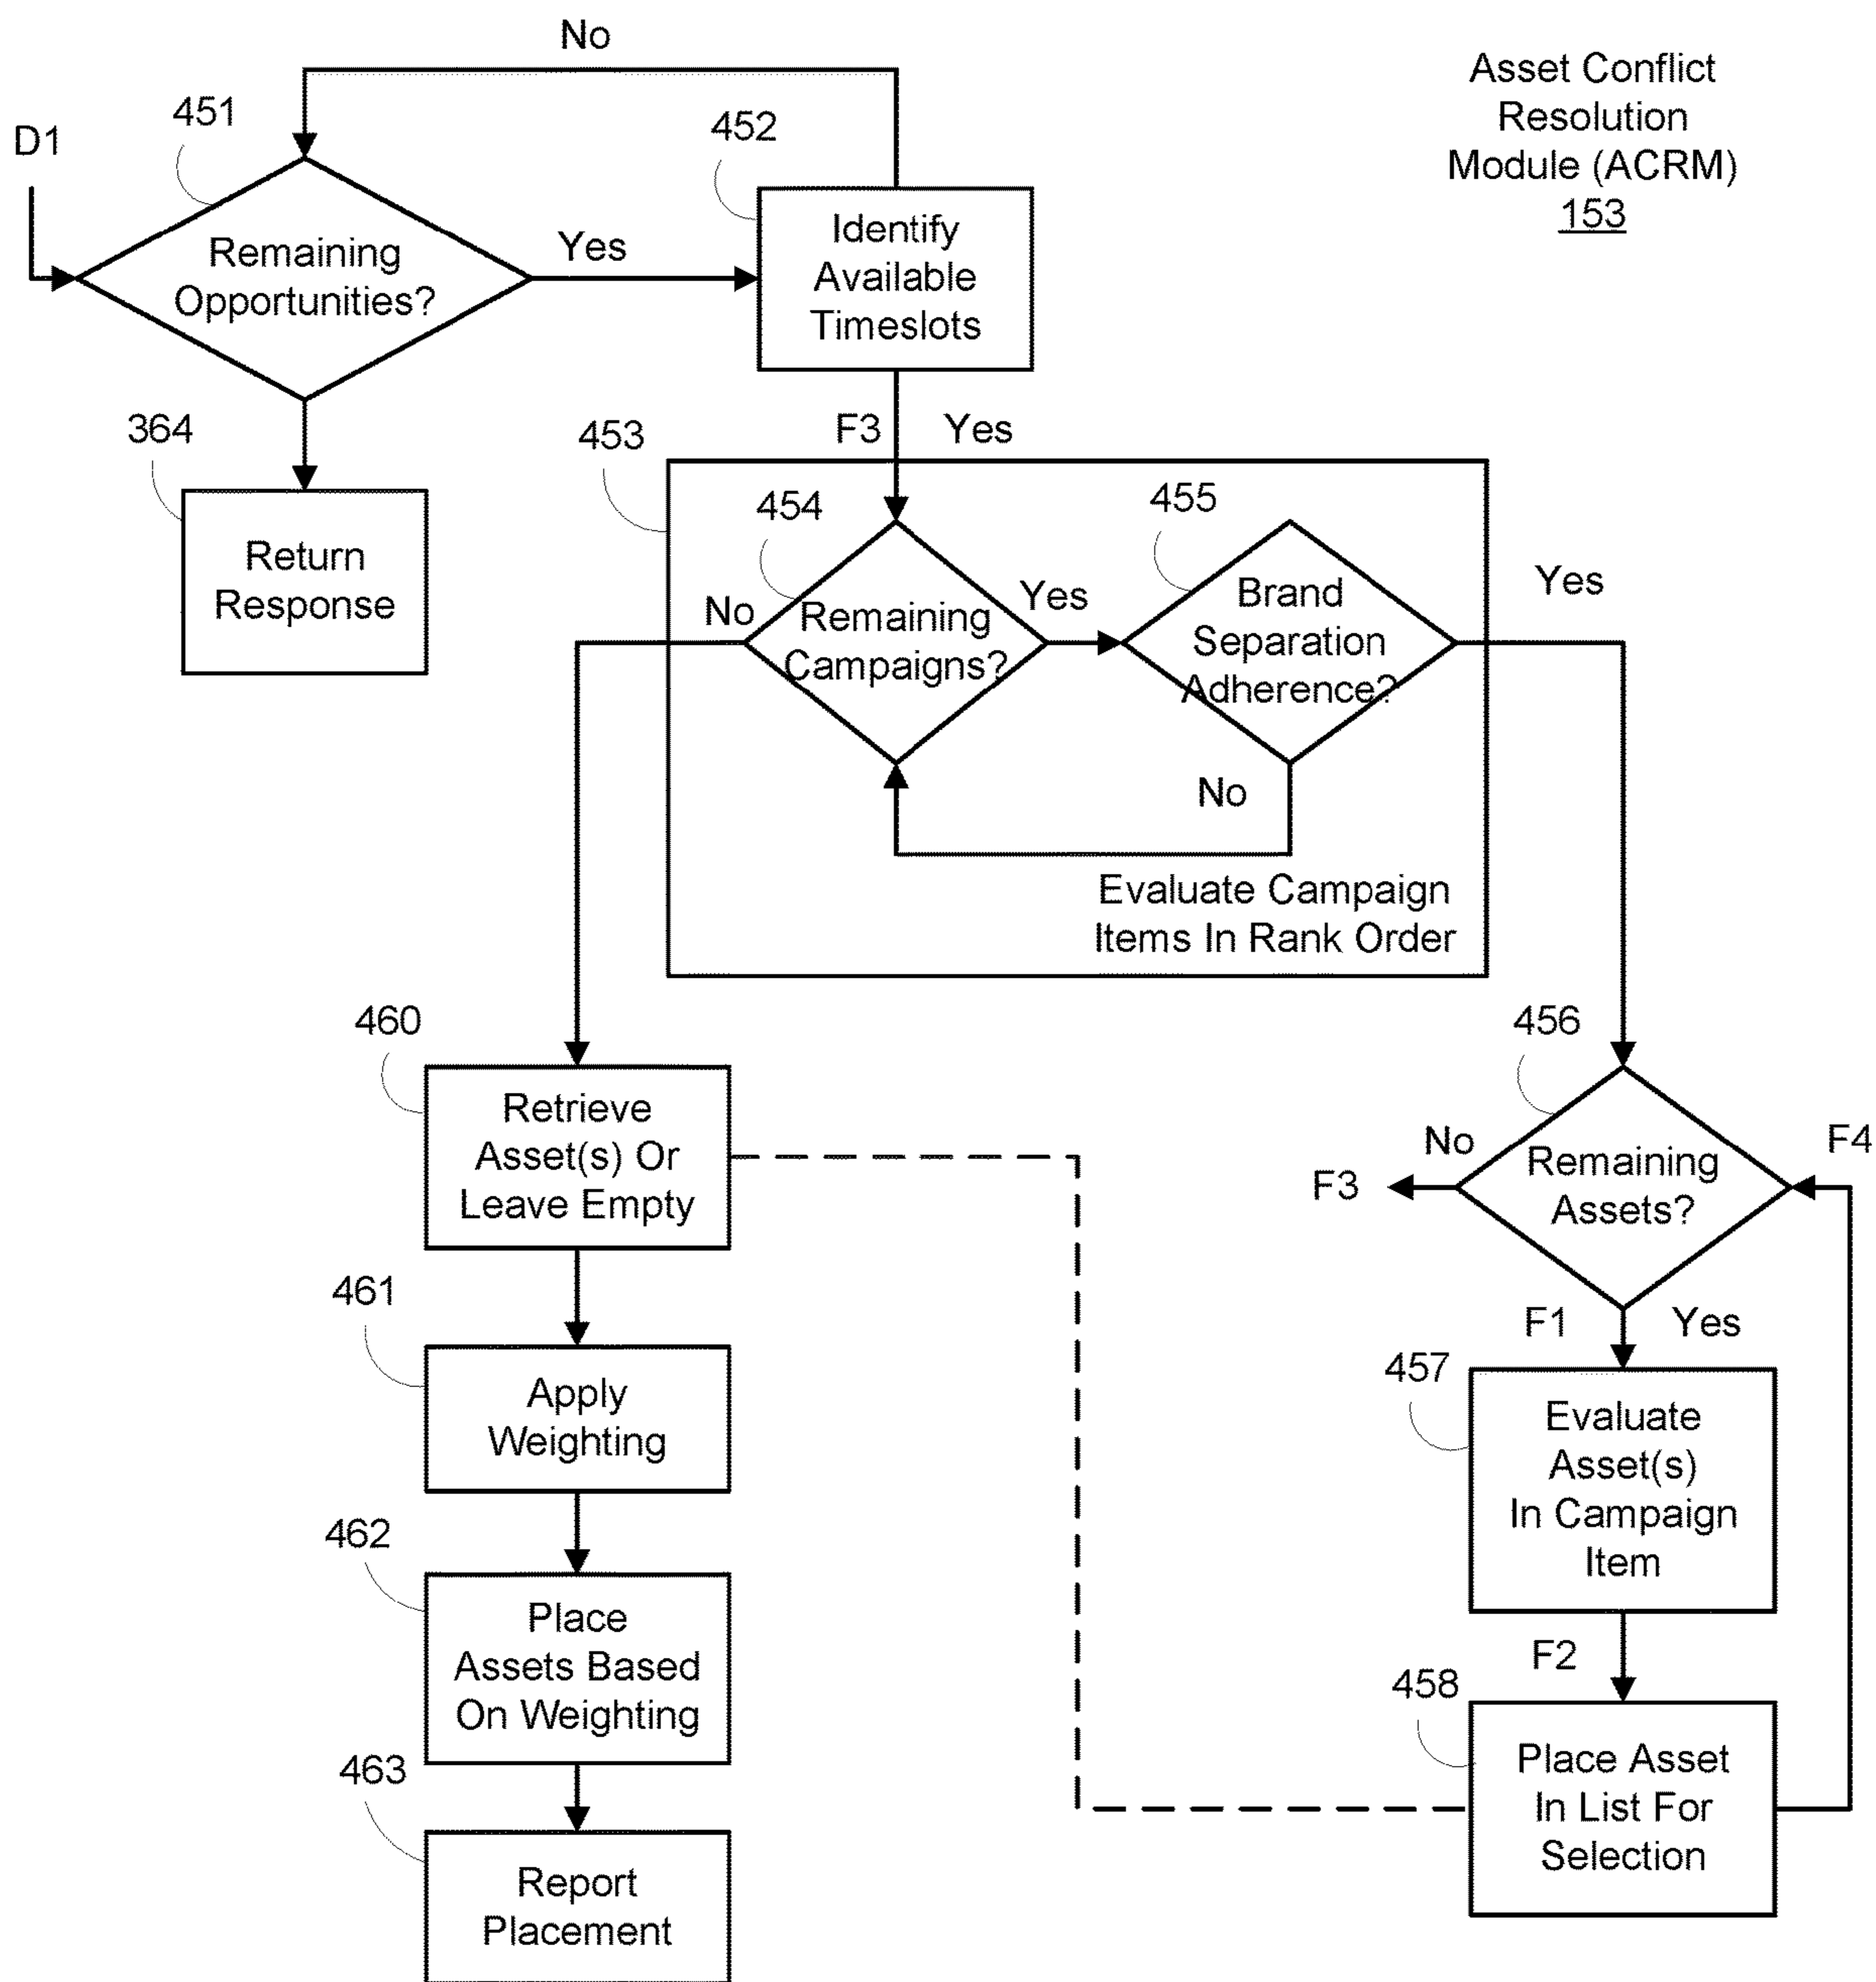 No
Asset Conflict
Resolution
Module (ACRM)
153
D1
451
452
Remaining
Opportunities?
Yes
Identify
Available
Timeslots
364
Return
Response
F3
Yes
453
454
455
No
Remaining
Campaigns?
Yes
Brand
Separation
Adherence?
Yes
No
Evaluate Campaign
Items In Rank Order
460
Retrieve
Asset(s) Or
Leave Empty
456
No
F3
Remaining
Assets?
F4
461
Apply
Weighting
F1
Yes
457
Evaluate
Asset(s)
In Campaign
Item
462
Place
Assets Based
On Weighting
F2
458
Place Asset
In List For
Selection
463
Report
Placement